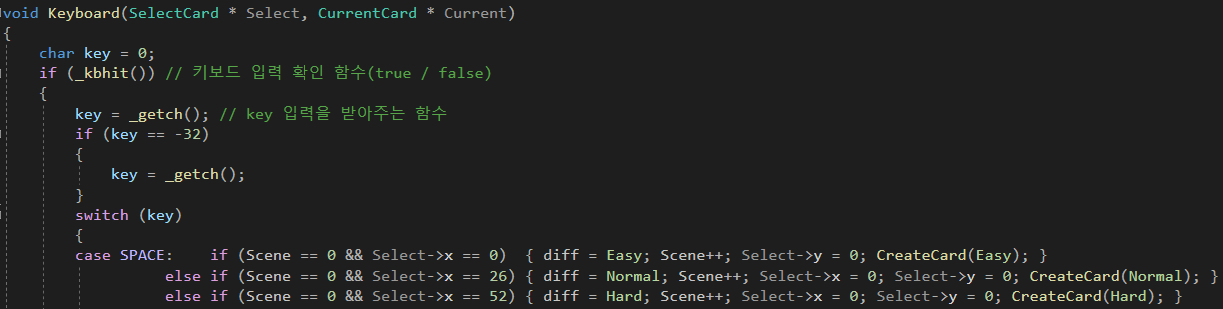 void Keyboard(SelectCard * Select, CurrentCard * Current)
{
    char key = 0;
    if (_kbhit()) // 키보드 입력 확인 함수(true / false)
    {
        key = _getch(); // key 입력을 받아주는 함수
        if (key == -32)
        {
            key = _getch();
        }
        switch (key)
        {
        case SPACE:    if (Scene == 0 && Select->x == 0)  { diff = Easy; Scene++; Select->y = 0; CreateCard(Easy); }
                  else if (Scene == 0 && Select->x == 26) { diff = Normal; Scene++; Select->x = 0; Select->y = 0; CreateCard(Normal); }
                  else if (Scene == 0 && Select->x == 52) { diff = Hard; Scene++; Select->x = 0; Select->y = 0; CreateCard(Hard); }